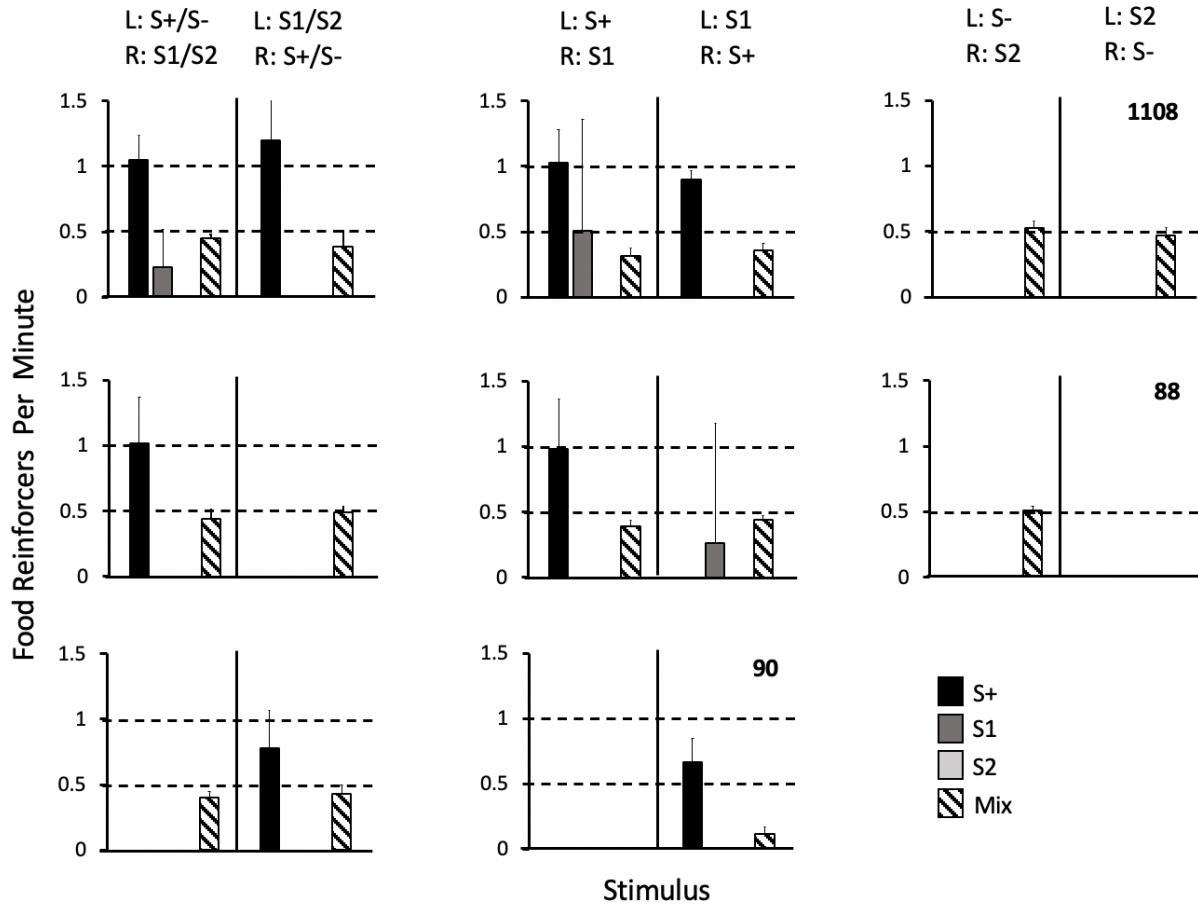 L: S+/S-
R: S1/S2
L: S1/S2
R: S+/S-
L: S+
R: S1
L: S1
R: S+
L: S-
R: S2
L: S2
R: S-
1.5
1
0.5
0
1.5
1
0.5
0
1108
1.5
1
0.5
0
Food Reinforcers Per Minute
1.5
1
0.5
0
1.5
1
0.5
0
88
1.5
1
0.5
0
1.5
1
0.5
0
90
1.5
1
0.5
0
S+
S1
S2
Mix
Stimulus